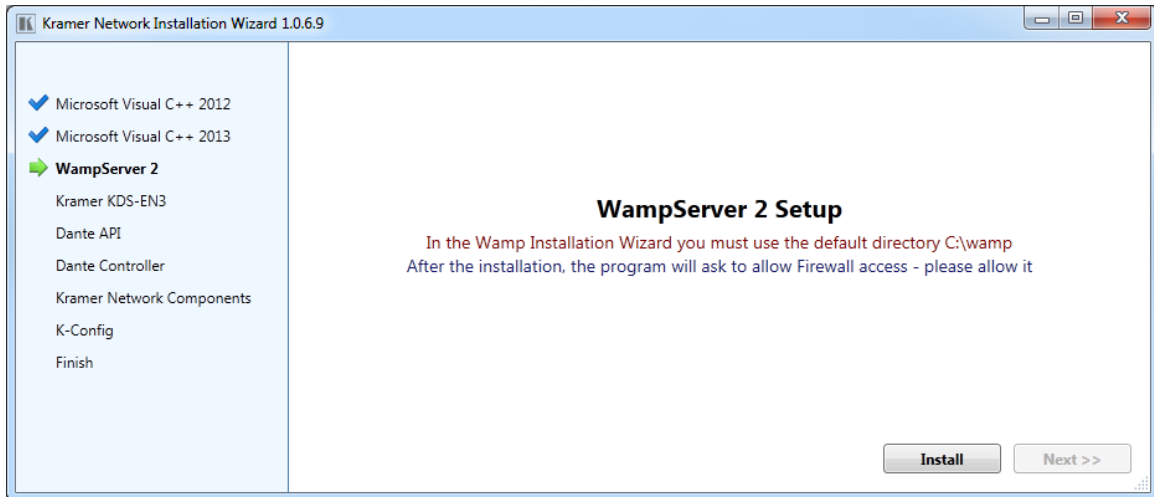 Kramer Network Installation Wizard 1.0.6.9
Microsoft Visual C++ 2012
Microsoft Visual C++ 2013
WampServer 2
Kramer KDS-EN3
Dante API
Dante Controller
Kramer Network Components
K-Config
Finish
WampServer 2 Setup
In the Wamp Installation Wizard you must use the default directory C:\wamp
After the installation, the program will ask to allow Firewall access - please allow it
Install
Next >>